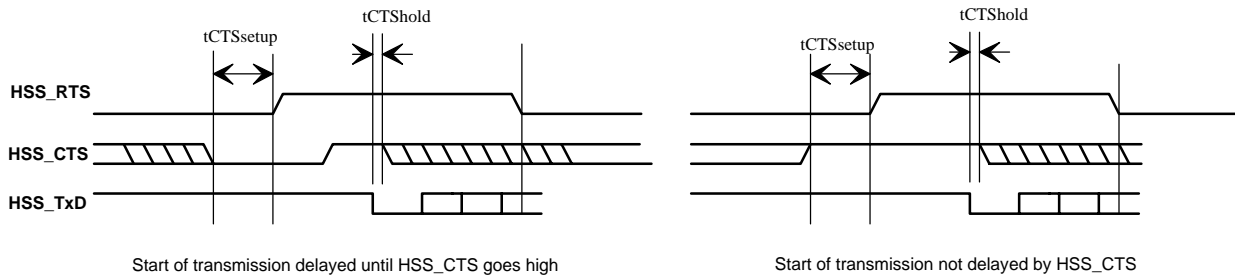 tCTShold
tCTSsetup
HSS_RTS
HSS_CTS
HSS_TxD
Start of transmission delayed until HSS_CTS goes high
tCTShold
tCTSsetup
Start of transmission not delayed by HSS_CTS